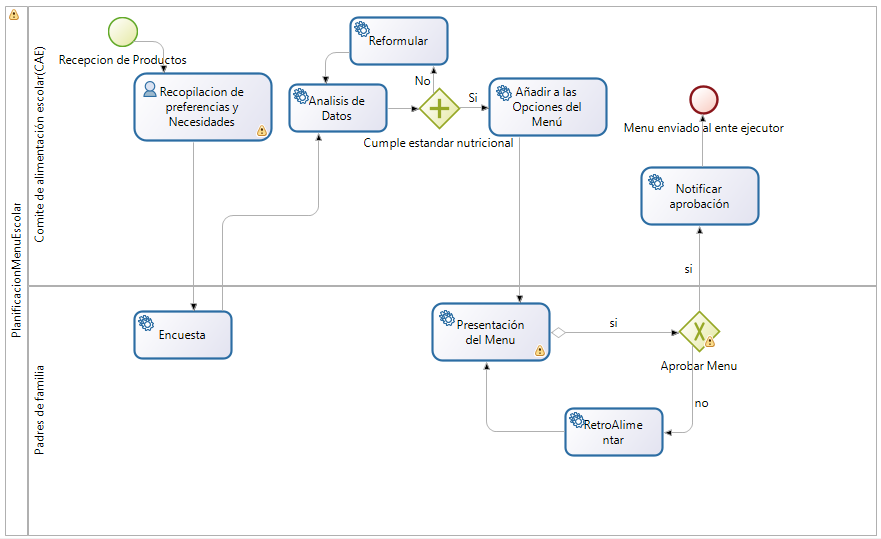 PlanificacionMenuEscolar
Comite de alimentación escolar(CAE)
Recepcion de Productos
Recopilacion de
preferencias y
Necesidades
Reformular
No
Analisis de
Datos
Si
Cumple estandar nutricional
Añadir a las
Opciones del
Menú
Menu enviado al ente ejecutor
Notificar
aprobación
si
Padres de familia
Encuesta
Presentación
del Menu
si
Aprobar Menu
no
RetroAlime
ntar